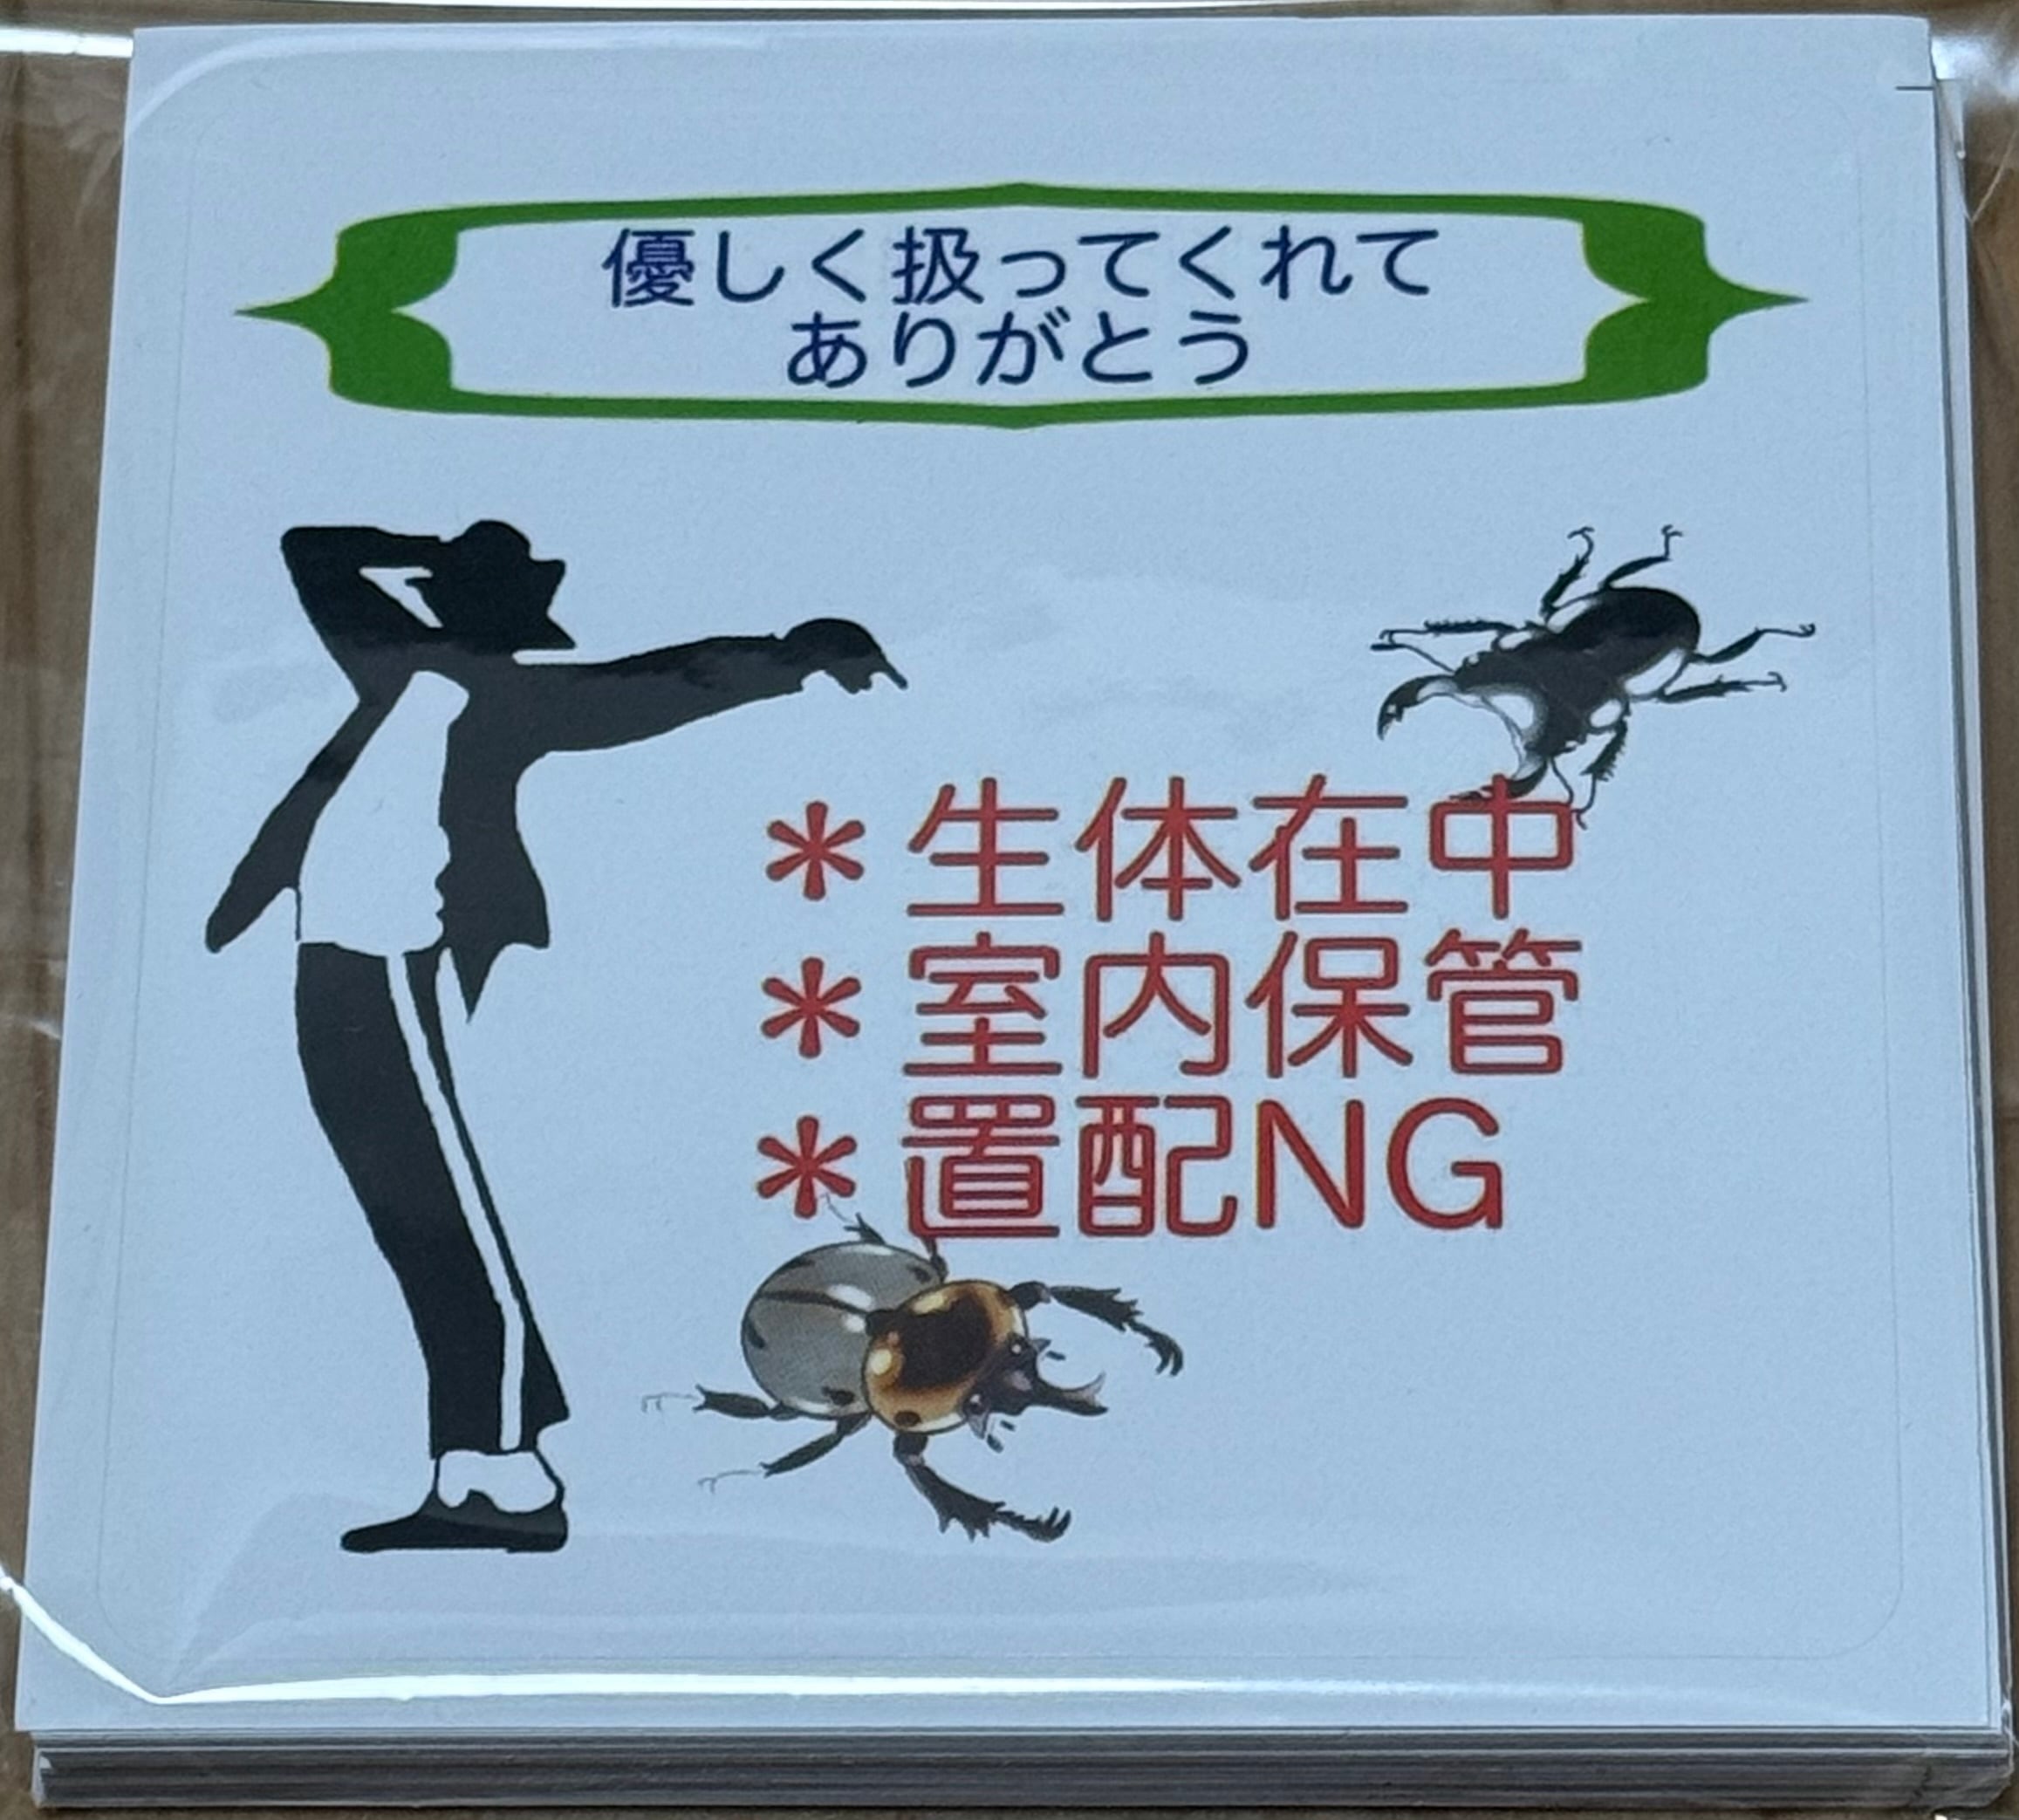 優しく扱ってくれて
ありがとう
＊生体在中
＊室内保管
＊置配NG